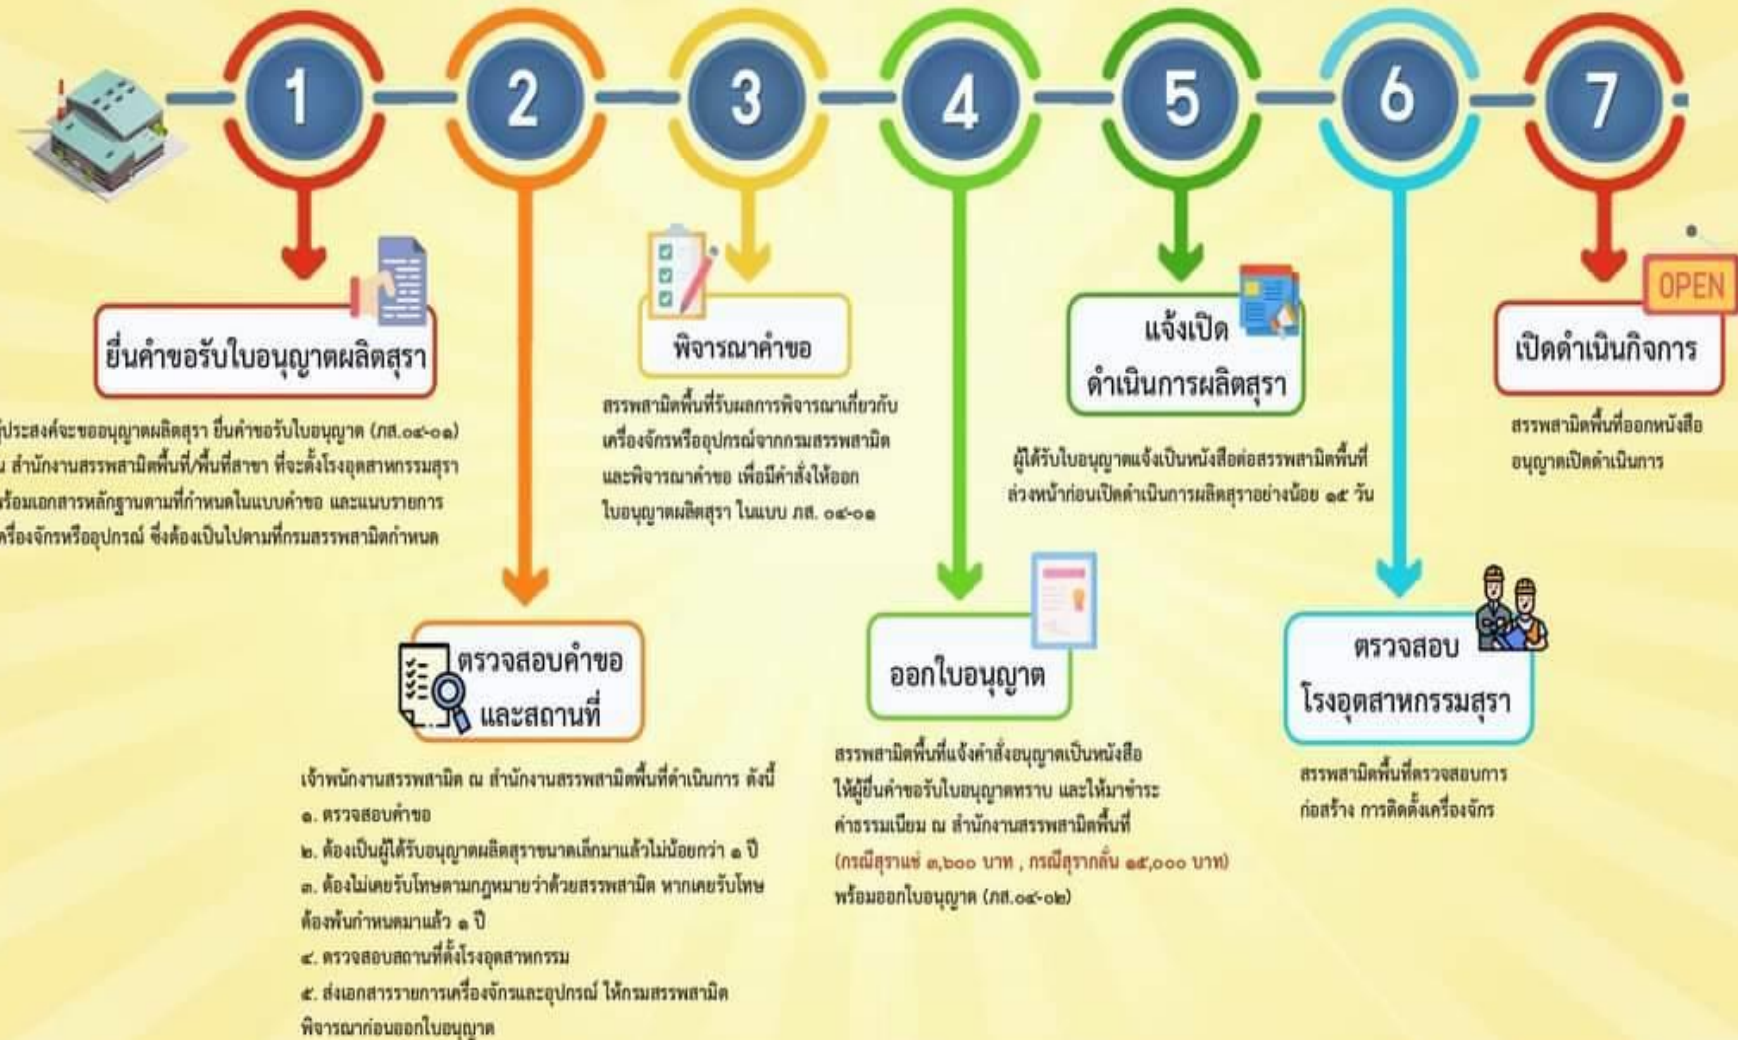 1
2
3
4
5
6
7
ยื่นคำขอรับใบอนุญาตผลิตสุรา
ประสงค์จะขออนุญาตผลิตสุรา ยื่นคำขอรับใบอนุญาต (ภส.๐๔-๐๑)
สำนักงานสรรพสามิตพื้นที่/พื้นที่สาขา ที่จะตั้งโรงอุตสาหกรรมสุรา
พร้อมเอกสารหลักฐานตามที่กำหนดในแบบคำขอ และแนบรายการ
เครื่องจักรหรืออุปกรณ์ ซึ่งต้องเป็นไปตามที่กรมสรรพสามิตกำหนด
ตรวจสอบคำขอ
และสถานที่
เจ้าพนักงานสรรพสามิต ณ สำนักงานสรรพสามิตพื้นที่ดำเนินการ ดังนี้
๑. ตรวจสอบคำขอ
๒. ต้องเป็นผู้ได้รับอนุญาตผลิตสุราขนาดเล็กมาแล้วไม่น้อยกว่า ๑ ปี
๓. ต้องไม่เคยรับโทษตามกฎหมายว่าด้วยสรรพสามิต หากเคยรับโทษ
ต้องพ้นกำหนดมาแล้ว ๑ ปี
๔. ตรวจสอบสถานที่ตั้งโรงอุตสาหกรรม
๕. ส่งเอกสารรายการเครื่องจักรและอุปกรณ์ ให้กรมสรรพสามิต
พิจารณาก่อนออกใบอนุญาต
พิจารณาคำขอ
สรรพสามิตพื้นที่รับผลการพิจารณาเกี่ยวกับ
เครื่องจักรหรืออุปกรณ์จากกรมสรรพสามิต
และพิจารณาคำขอ เพื่อมีคำสั่งให้ออก
ใบอนุญาตผลิตสุรา ในแบบ ภส. ๐๔-๐๑
ออกใบอนุญาต
สรรพสามิตพื้นที่แจ้งคำสั่งอนุญาตเป็นหนังสือ
ให้ผู้ยื่นคำขอรับใบอนุญาตทราบ และให้มาชำระ
ค่าธรรมเนียม ณ สำนักงานสรรพสามิตพื้นที่
(กรณีสุราแช่ ๓,๖๐๐ บาท , กรณีสุรากลั่น ๑๕,๐๐๐ บาท)
พร้อมออกใบอนุญาต (ภส.๐๔-๐๒)
แจ้งเปิด
ดำเนินการผลิตสุรา
ผู้ได้รับใบอนุญาตแจ้งเป็นหนังสือต่อสรรพสามิตพื้นที่
ล่วงหน้าก่อนเปิดดำเนินการผลิตสุราอย่างน้อย ๑๕ วัน
ตรวจสอบ
โรงอุตสาหกรรมสุรา
สรรพสามิตพื้นที่ตรวจสอบการ
ก่อสร้าง การติดตั้งเครื่องจักร
OPEN
เปิดดำเนินกิจการ
สรรพสามิตพื้นที่ออกหนังสือ
อนุญาตเปิดดำเนินการ